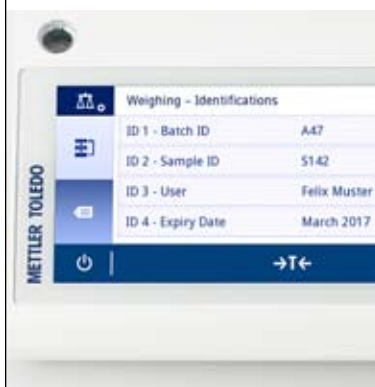 Weighing – Identifications
ID 1 - Batch ID A47
ID 2 - Sample ID S142
ID 3 - User Felix Muster
ID 4 - Expiry Date March 2017
METTLER TOLEDO
→T←